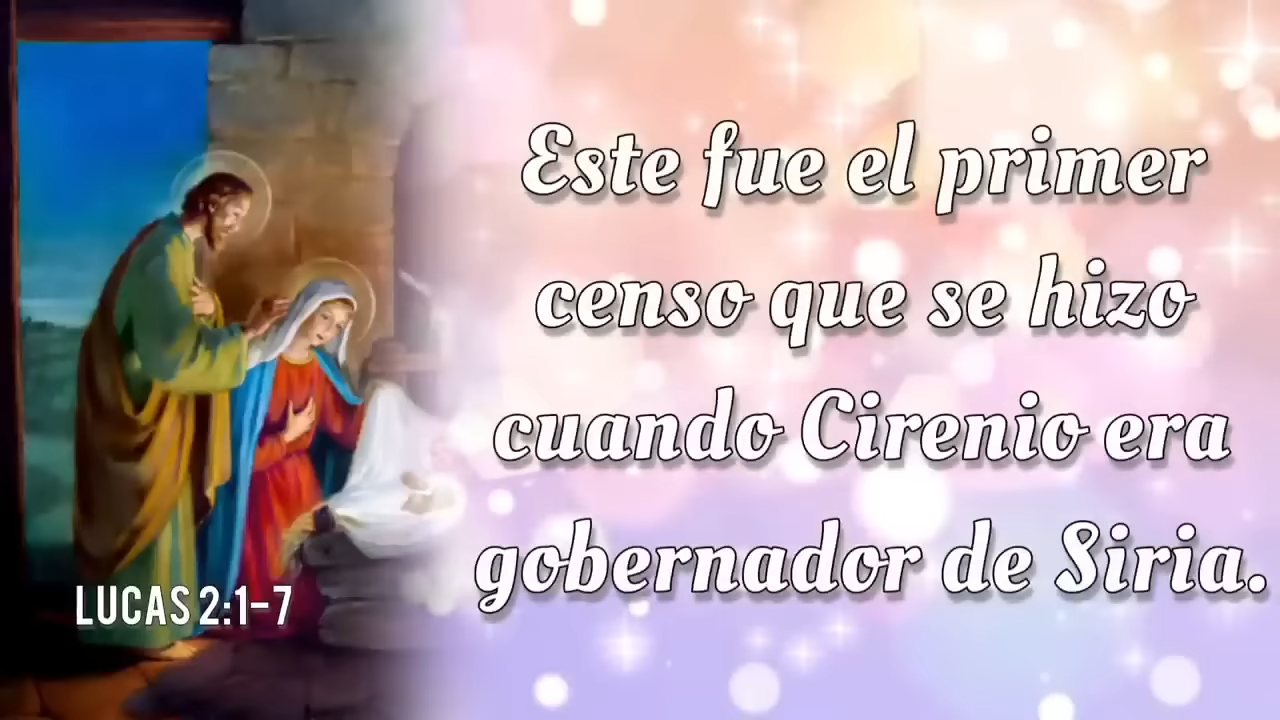 Este fue el primer
censo que se hizo
cuando Cirenio era
gobernador de Siria.
LUCAS 2:1-7